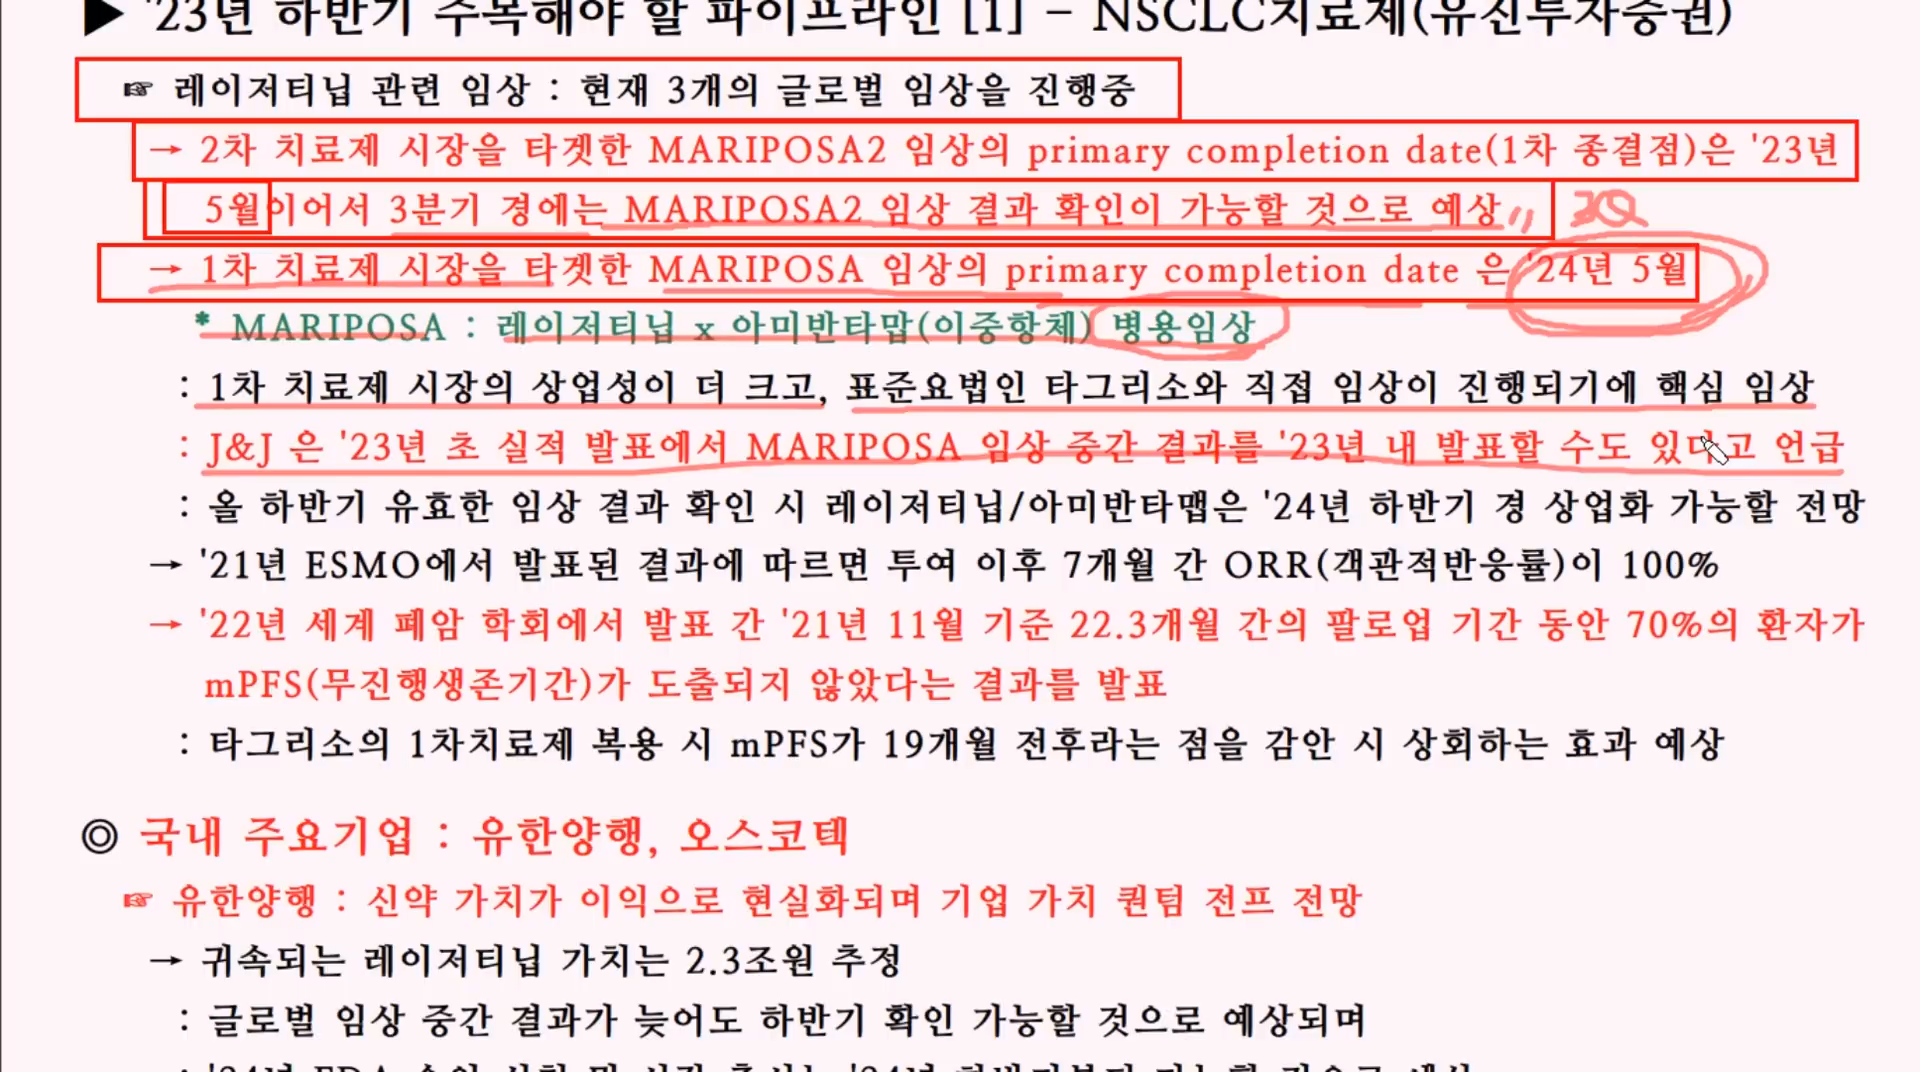 ▶ '23년 하반기 주목해야 할 파이프라인 [1] - NSCLC치료제(유진투자증권)
☞ 레이저티닙 관련 임상 : 현재 3개의 글로벌 임상을 진행중
→ 2차 치료제 시장을 타겟한 MARIPOSA2 임상의 primary completion date(1차 종결점)은 '23년
5월이어서 3분기 경에는 MARIPOSA2 임상 결과 확인이 가능할 것으로 예상
→ 1차 치료제 시장을 타겟한 MARIPOSA 임상의 primary completion date 은 '24년 5월
* MARIPOSA : 레이저티닙 x 아미반타맙(이중항체) 병용임상
: 1차 치료제 시장의 상업성이 더 크고, 표준요법인 타그리소와 직접 임상이 진행되기에 핵심 임상
: J&J 은 '23년 초 실적 발표에서 MARIPOSA 임상 중간 결과를 '23년 내 발표할 수도 있다고 언급
: 올 하반기 유효한 임상 결과 확인 시 레이저티닙/아미반타맵은 '24년 하반기 경 상업화 가능할 전망
→ '21년 ESMO에서 발표된 결과에 따르면 투여 이후 7개월 간 ORR(객관적반응률)이 100%
→ '22년 세계 폐암 학회에서 발표 간 '21년 11월 기준 22.3개월 간의 팔로업 기간 동안 70%의 환자가
mPFS(무진행생존기간)가 도출되지 않았다는 결과를 발표
: 타그리소의 1차치료제 복용 시 mPFS가 19개월 전후라는 점을 감안 시 상회하는 효과 예상
◎ 국내 주요기업 : 유한양행, 오스코텍
☞ 유한양행 : 신약 가치가 이익으로 현실화되며 기업 가치 퀀텀 전프 전망
→ 귀속되는 레이저티닙 가치는 2.3조원 추정
: 글로벌 임상 중간 결과가 늦어도 하반기 확인 가능할 것으로 예상되며